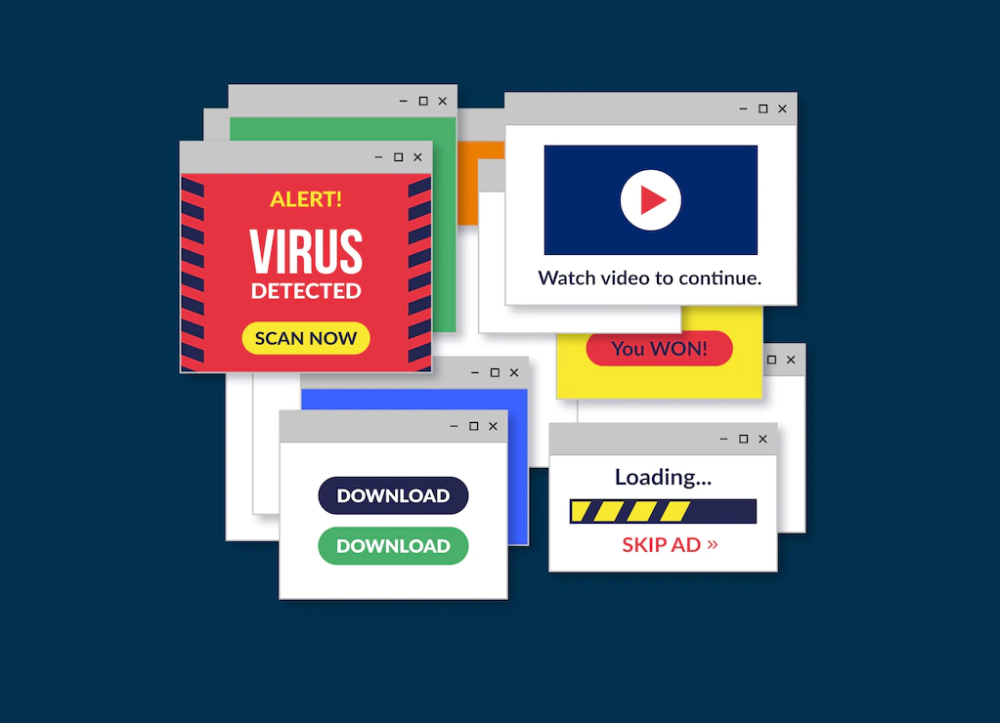 ALERT!
VIRUS
DETECTED
SCAN NOW
Watch video to continue.
You WON!
DOWNLOAD
DOWNLOAD
Loading...
SKIP AD »